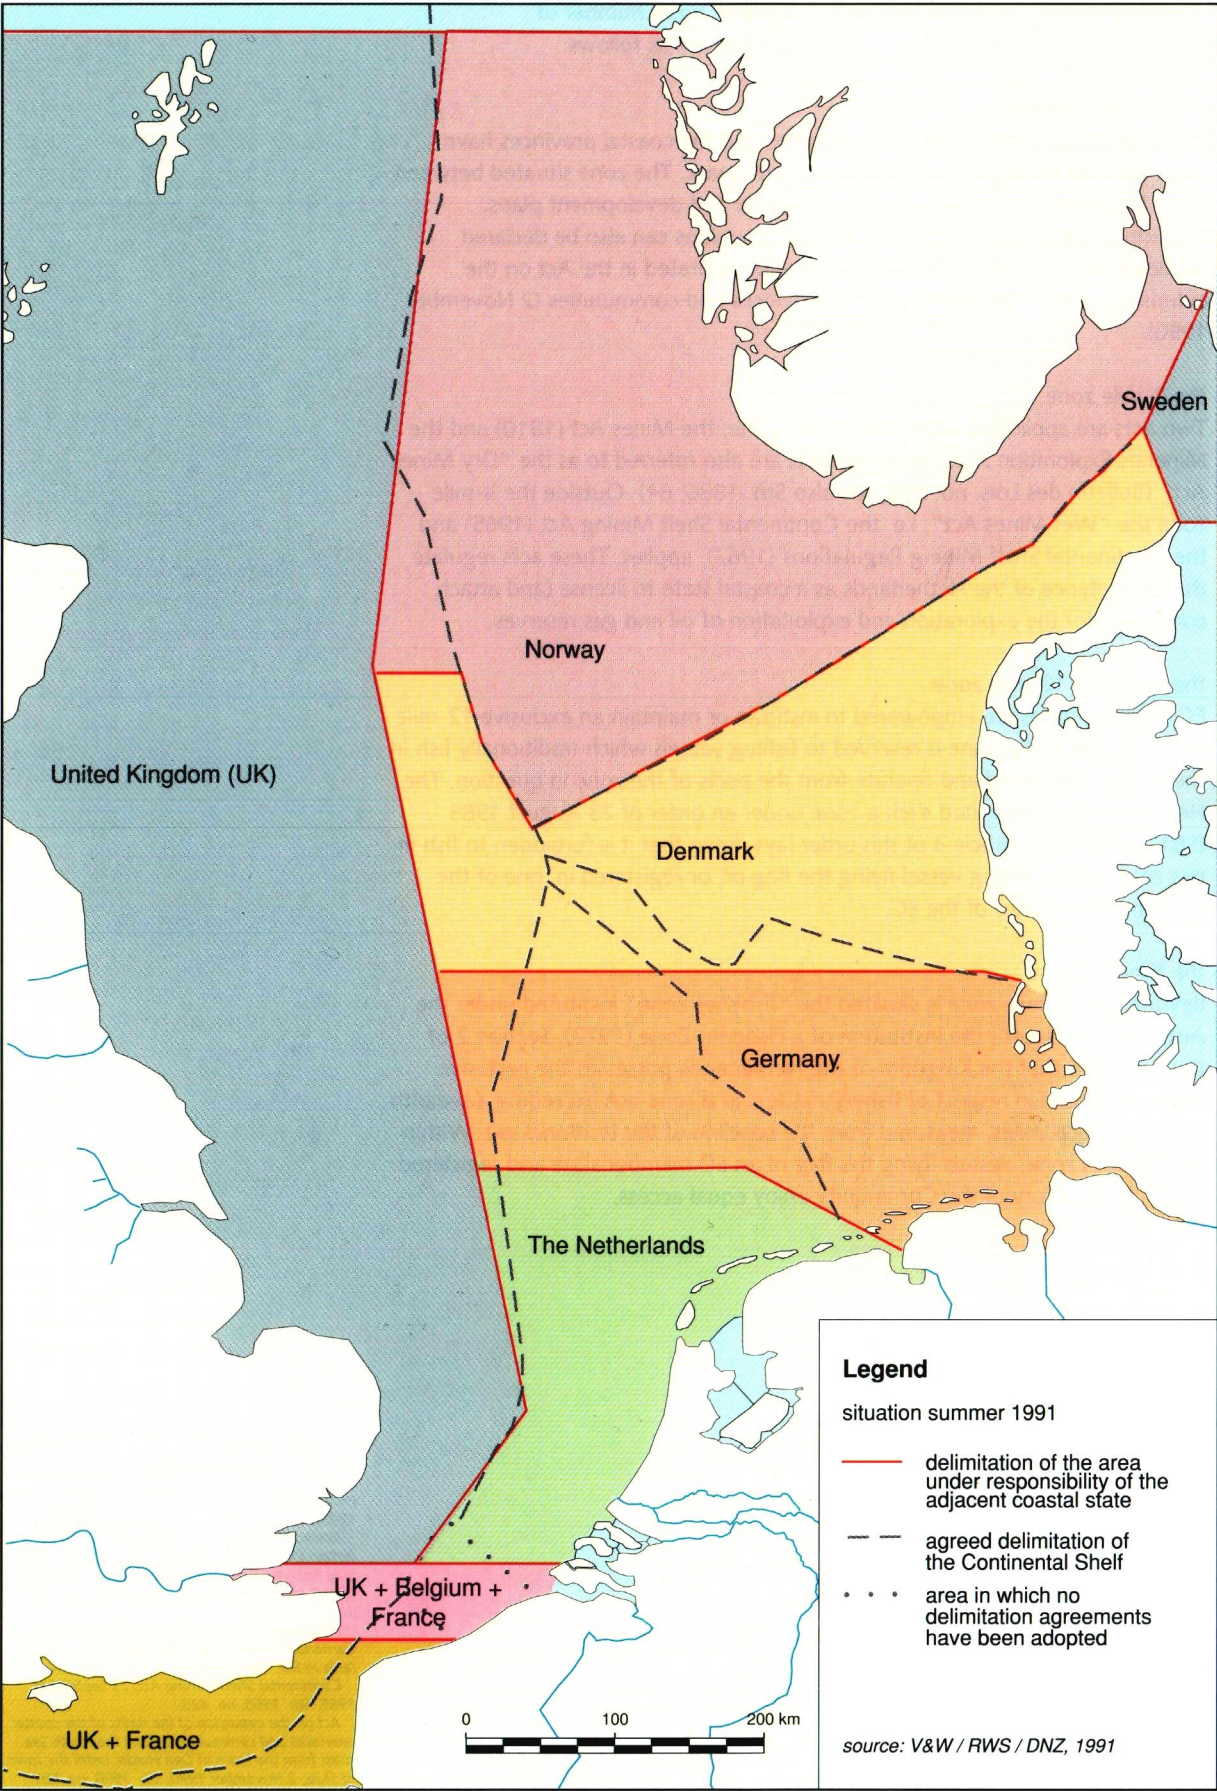 Sweden
Norway
United Kingdom (UK)
Denmark
Germany
The Netherlands
UK + Belgium +
France
UK + France
0 100 200 km
Legend
situation summer 1991
delimitation of the area
under responsibility of the
adjacent coastal state
agreed delimitation of
the Continental Shelf
area in which no
delimitation agreements
have been adopted
source: V&W / RWS / DNZ, 1991